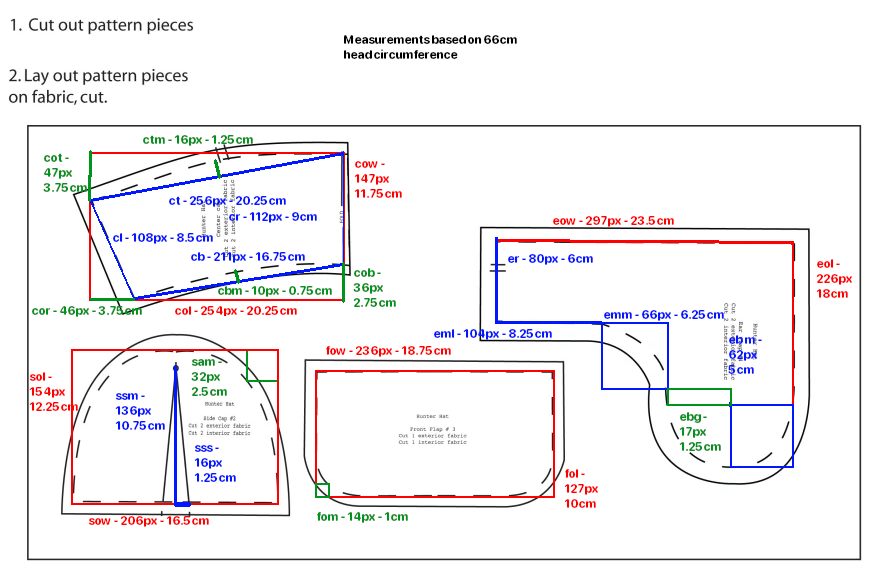 1. Cut out pattern pieces
Measurements based on 66cm
head circumference
2. Lay out pattern pieces
on fabric, cut.
ctm - 16px - 1.25cm
cot -
47px
3.75cm
cow -
147px
11.75cm
ct - 256px - 20.25cm
cr - 112px - 9cm
cl - 108px - 8.5cm
cb - 211px - 16.75cm
Hunter Hat
Cut 2 exterior fabric
Cut 2 interior fabric
cob -
36px
2.75cm
cbm - 10px - 0.75cm
cor - 46px - 3.75cm
col - 254px - 20.25cm
eow - 297px - 23.5cm
er - 80px - 6cm
eol -
226px
18cm
emm - 66px - 6.25cm
eml - 104px - 8.25cm
ebm -
62px
5cm
Hunter Hat
Cut 2 exterior fabric
Cut 2 interior fabric
ebg -
17px
1.25cm
sol -
154px
12.25cm
sam -
32px
2.5cm
ssm -
136px
10.75cm
Hunter Hat
Side Cap #2
Cut 2 exterior fabric
Cut 2 interior fabric
sss -
16px
1.25cm
sow - 206px - 16.5cm
fow - 236px - 18.75cm
Hunter Hat
Front Flap # 3
Cut 1 exterior fabric
Cut 1 interior fabric
fol -
127px
10cm
fom - 14px - 1cm